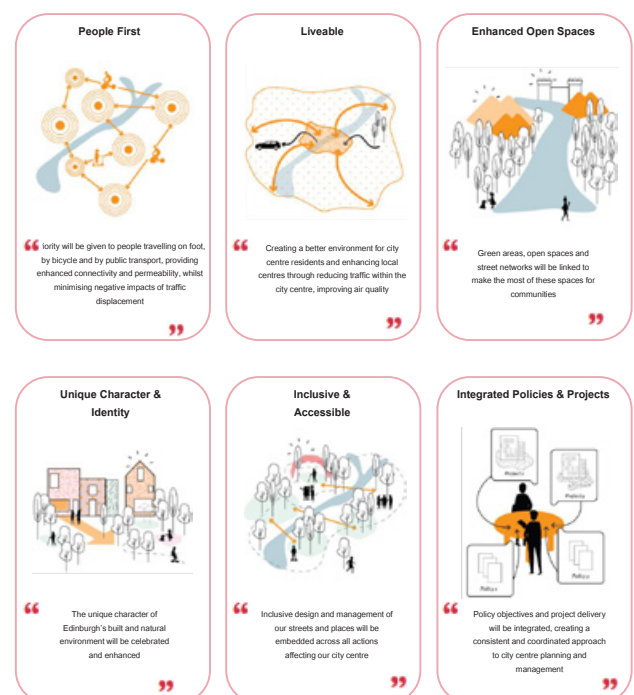 People First
“ iority will be given to people travelling on foot,
by bicycle and by public transport, providing
enhanced connectivity and permeability, whilst
minimising negative impacts of traffic
displacement
”
Liveable
“ Creating a better environment for city
centre residents and enhancing local
centres through reducing traffic within the
city centre, improving air quality
”
Enhanced Open Spaces
“ Green areas, open spaces and
street networks will be linked to
make the most of these spaces for
communities
”
Unique Character &
Identity
“ The unique character of
Edinburgh's built and natural
environment will be celebrated
and enhanced
”
Inclusive &
Accessible
“ Inclusive design and management of
our streets and places will be
embedded across all actions
affecting our city centre
”
Integrated Policies & Projects
Projects
Projects
Policy
Policy
“ Policy objectives and project delivery
will be integrated, creating a
consistent and coordinated approach
to city centre planning and
management
”